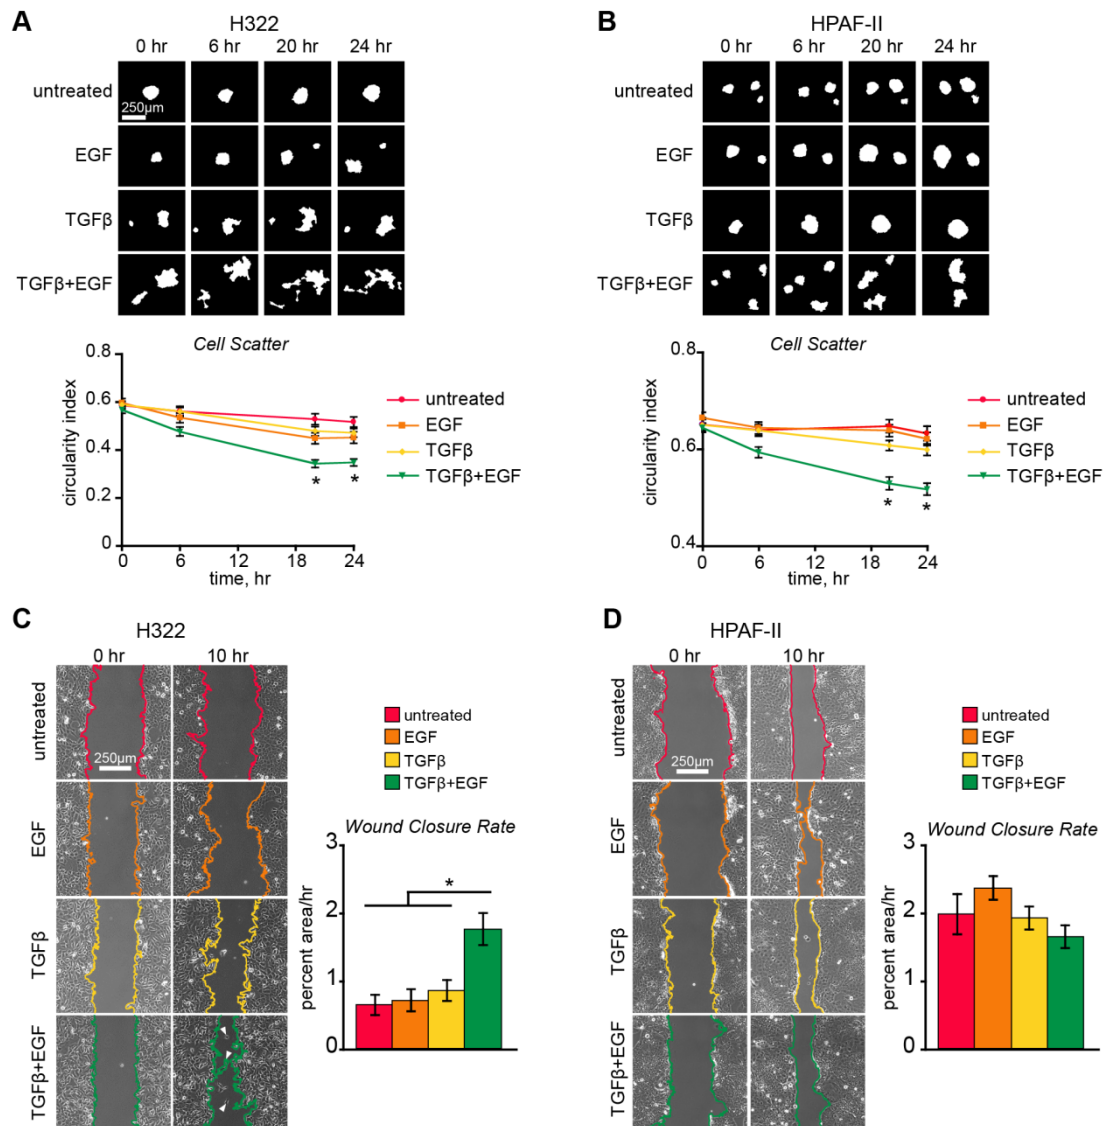 A
H322
0 hr 6 hr 20 hr 24 hr
untreated
250µm
EGF
TGFβ
TGFβ+EGF
Cell Scatter
circularity index
0.8
0.6
0.4
0.2
0
0 6 12 18 24
time, hr
untreated
EGF
TGFβ
TGFβ+EGF
* *
B
HPAF-II
0 hr 6 hr 20 hr 24 hr
untreated
EGF
TGFβ
TGFβ+EGF
Cell Scatter
circularity index
0.8
0.6
0.4
0 6 12 18 24
time, hr
untreated
EGF
TGFβ
TGFβ+EGF
* *
C
H322
0 hr 10 hr
untreated
250µm
EGF
TGFβ
TGFβ+EGF
untreated
EGF
TGFβ
TGFβ+EGF
Wound Closure Rate
percent area/hr
3
2
1
0
*
D
HPAF-II
0 hr 10 hr
untreated
250µm
EGF
TGFβ
TGFβ+EGF
untreated
EGF
TGFβ
TGFβ+EGF
Wound Closure Rate
percent area/hr
3
2
1
0